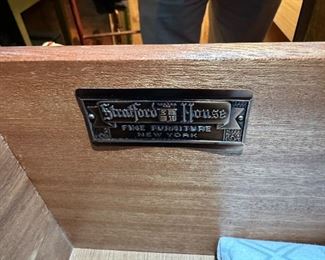 Stratford House
FINE FURNITURE
NEW YORK